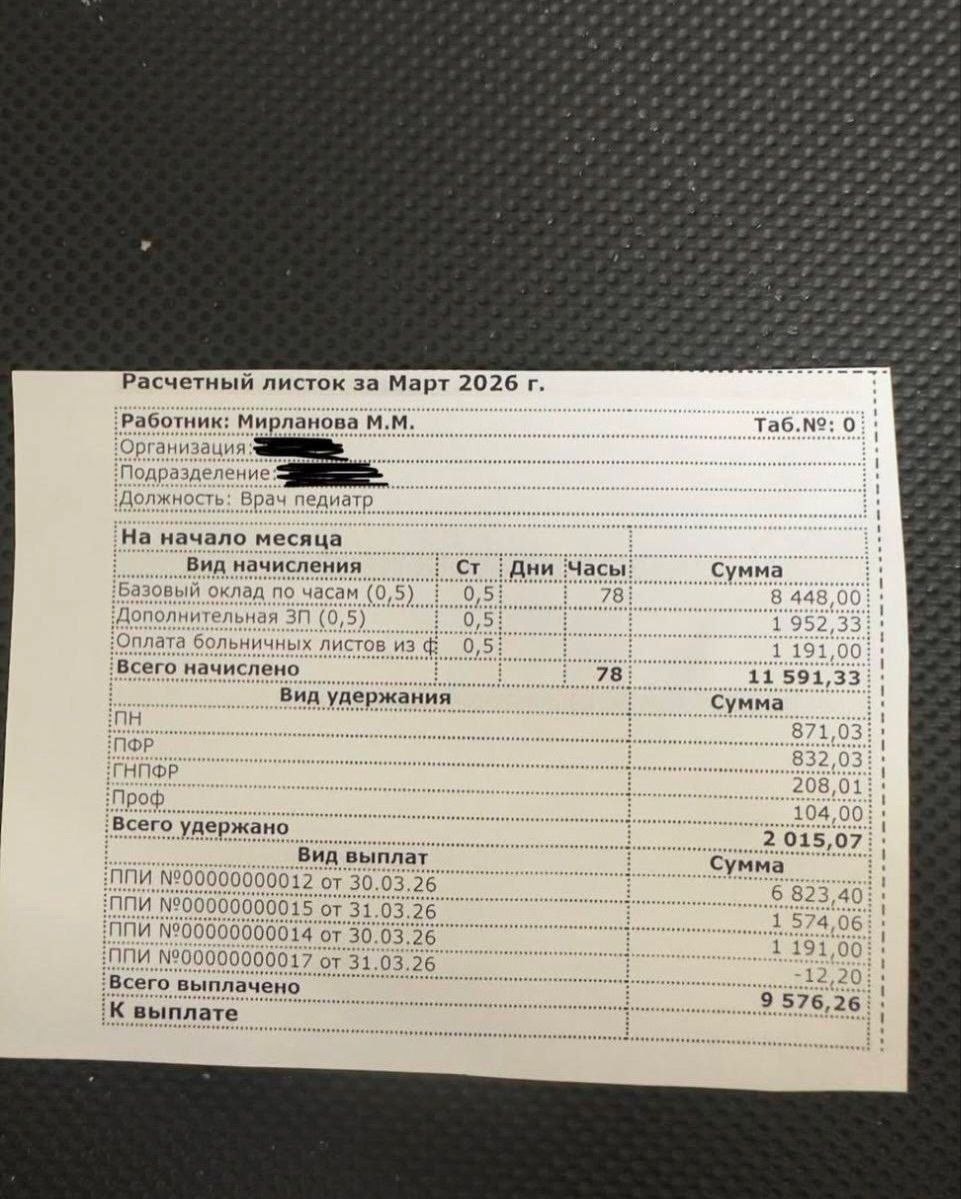 Расчетный листок за Март 2026 г.
Работник: Мирланова М.М. Таб.№: 0
Организация:
Подразделение:
Должность: Врач педиатр
На начало месяца
Вид начисления Ст Дни Часы Сумма
Базовый оклад по часам (0,5) 0,5 78 8 448,00
Дополнительная ЗП (0,5) 0,5 1 952,33
Оплата больничных листов из ф 0,5 1 191,00
Всего начислено 78 11 591,33
Вид удержания Сумма
ПН 871,03
ПФР 832,03
ГНПФР 208,01
Проф 104,00
Всего удержано 2 015,07
Вид выплат Сумма
ППИ №00000000012 от 30.03.26 6 823,40
ППИ №00000000015 от 31.03.26 1 574,06
ППИ №00000000014 от 30.03.26 1 191,00
ППИ №00000000017 от 31.03.26 -12,20
Всего выплачено 9 576,26
К выплате